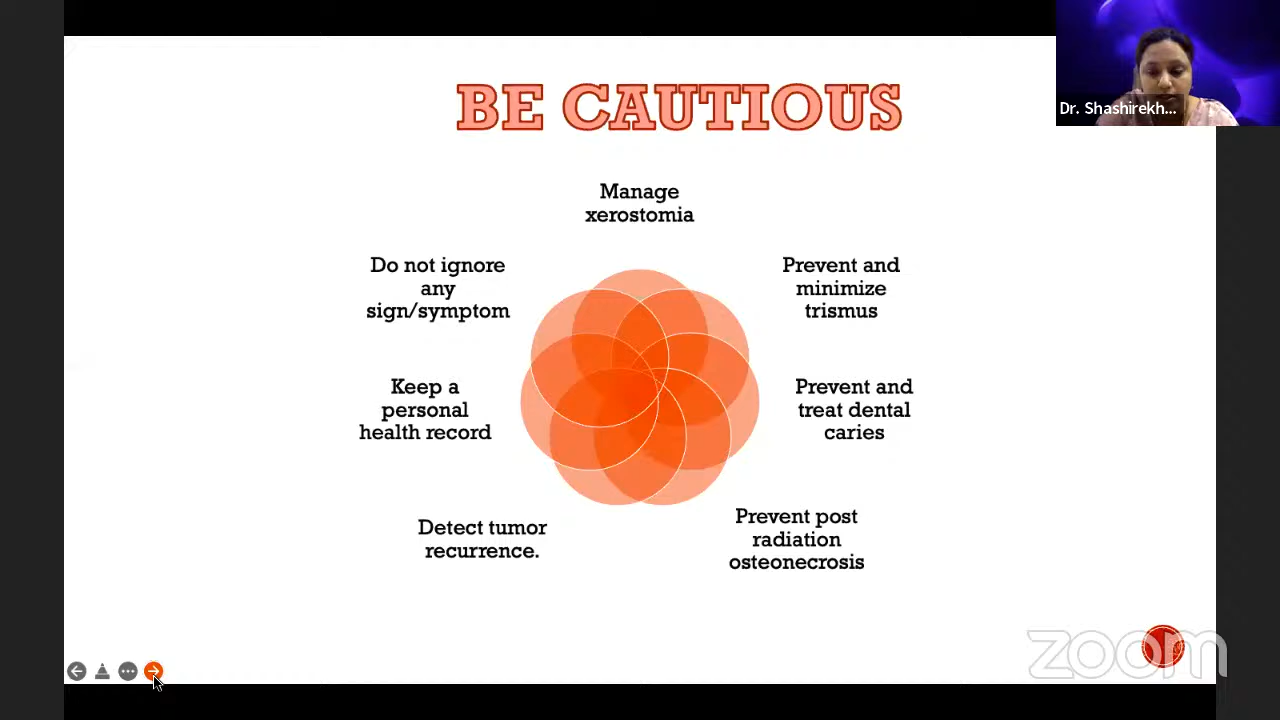 BE CAUTIOUS
Dr. Shashirekh...
Manage
xerostomia
Do not ignore
any
sign/symptom
Prevent and
minimize
trismus
Keep a
personal
health record
Prevent and
treat dental
caries
Detect tumor
recurrence.
Prevent post
radiation
osteonecrosis
zoom